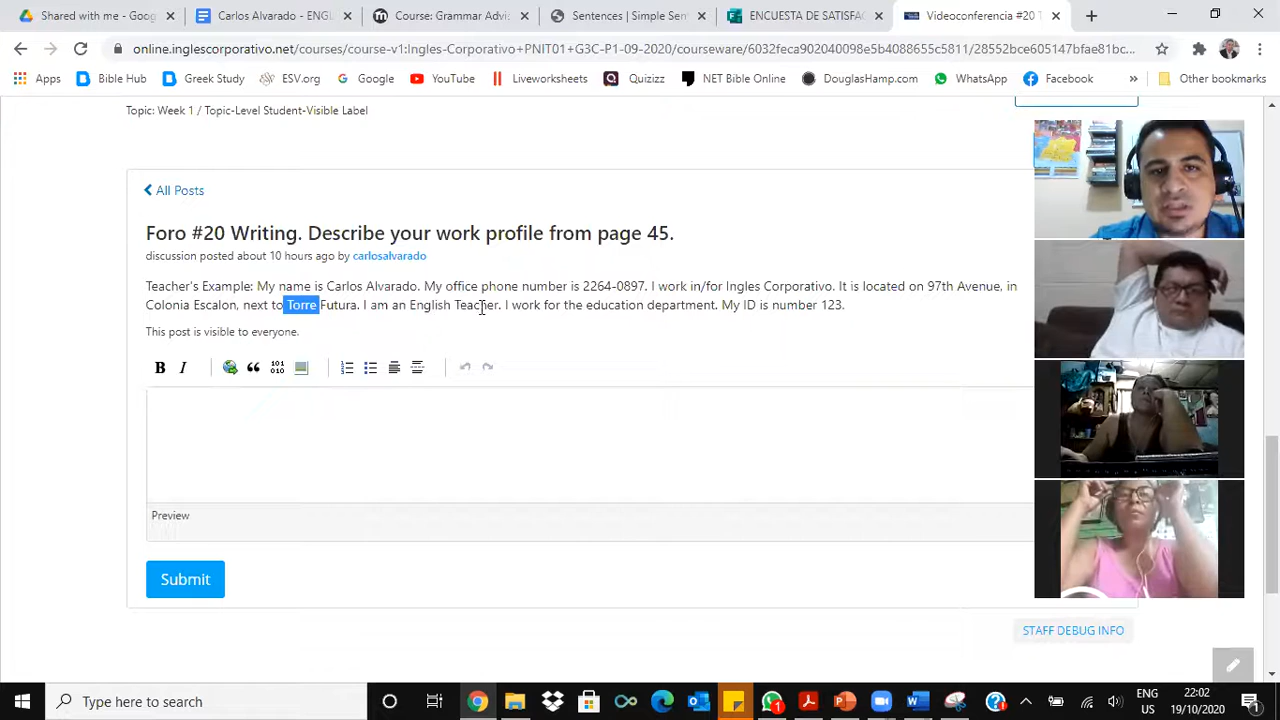 Shared with me - Goog
Carlos Alvarado - ENGL
Course: Grammar Advis
Sentences | Simple Sen
ENCUESTA DE SATISFAC
Videoconferencia #20 T
online.inglescorporativo.net/courses/course-v1:Ingles-Corporativo+PNIT01+G3C-P1-09-2020/courseware/6032feca902040098e5b4088655c5811/28552bce605147bfae81bc...
Apps
Bible Hub
Greek Study
ESV.org
Google
YouTube
Liveworksheets
Quizizz
NET Bible Online
DouglasHamp.com
WhatsApp
Facebook
»
Other bookmarks
Topic: Week 1 / Topic-Level Student-Visible Label
All Posts
Foro #20 Writing. Describe your work profile from page 45.
discussion posted about 10 hours ago by carlosalvarado
Teacher's Example: My name is Carlos Alvarado. My office phone number is 2264-0897. I work in/for Ingles Corporativo. It is located on 97th Avenue, in
Colonia Escalon, next to Torre Futura. I am an English Teacher. I work for the education department. My ID is number 123.
This post is visible to everyone.
B I
Preview
Submit
STAFF DEBUG INFO
Type here to search
ENG
US
22:02
19/10/2020